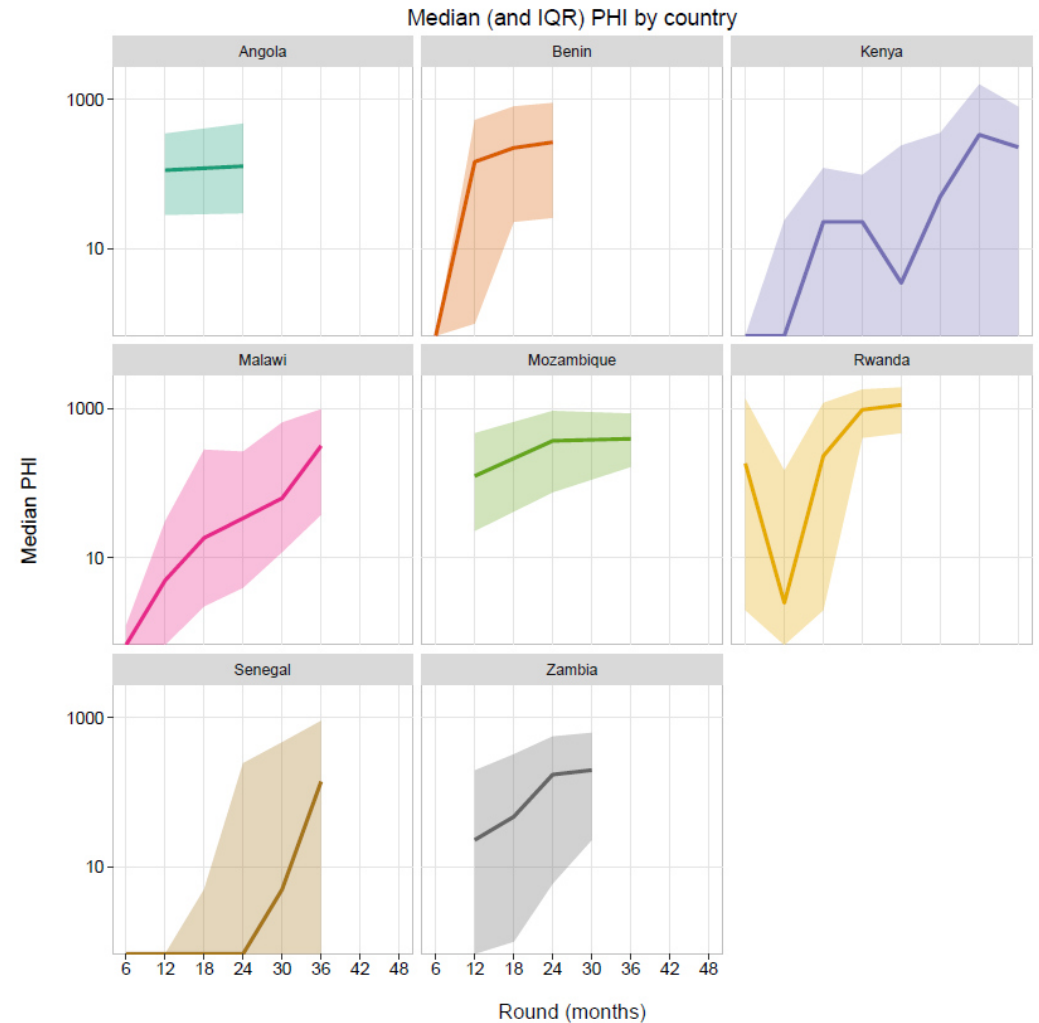 Median (and IQR) PHI by country
Angola Benin Kenya
1000
10
Malawi Mozambique Rwanda
1000
10
Median PHI
Senegal Zambia
1000
10
6 12 18 24 30 36 42 48 6 12 18 24 30 36 42 48
Round (months)